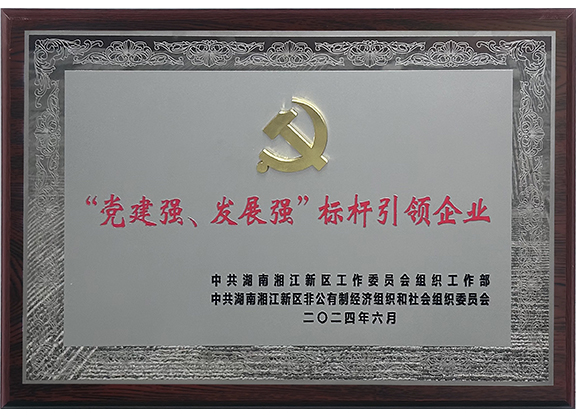 “党建强、发展强”标杆引领企业
中共湖南湘江新区工作委员会组织工作部
中共湖南湘江新区非公有制经济组织和社会组织委员会
二〇二四年六月